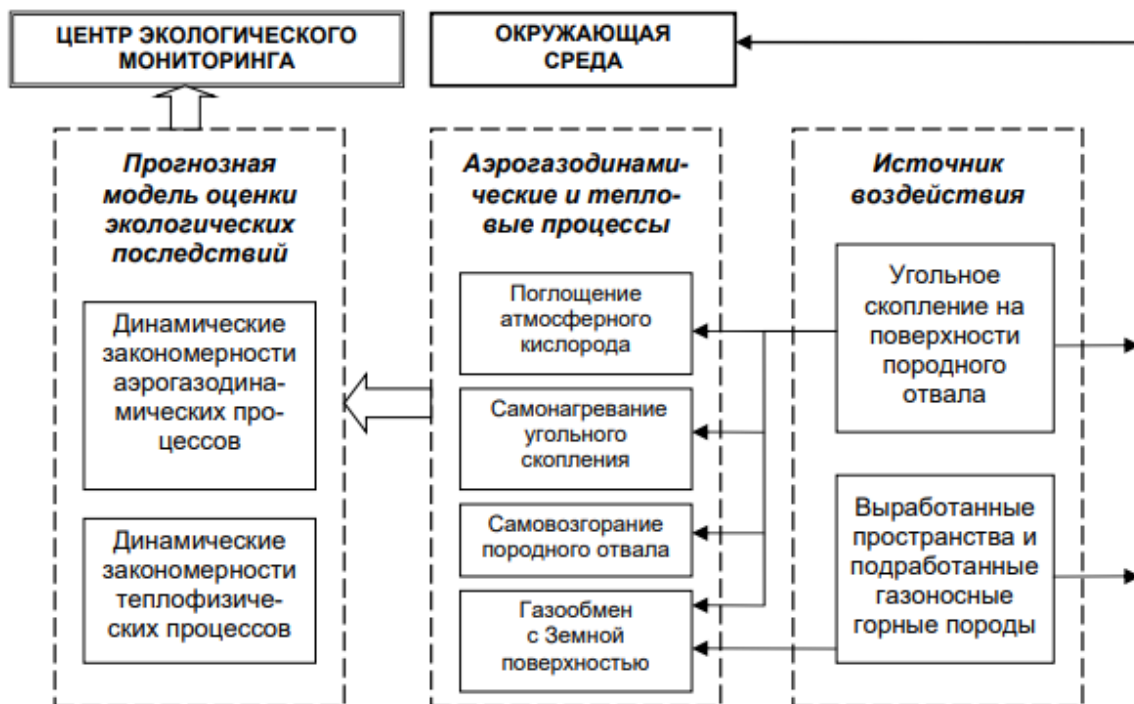 ЦЕНТР ЭКОЛОГИЧЕСКОГО
МОНИТОРИНГА
ОКРУЖАЮЩАЯ
СРЕДА
Прогнозная
модель оценки
экологических
последствий
Динамические
закономерности
аэрогазодина-
мических про-
цессов
Динамические
закономерности
теплофизиче-
ских процессов
Аэрогазодинами-
ческие и тепло-
вые процессы
Поглощение
атмосферного
кислорода
Самонагревание
угольного
скопления
Самовозгорание
породного отвала
Газообмен
с Земной
поверхностью
Источник
воздействия
Угольное
скопление на
поверхности
породного
отвала
Выработанные
пространства и
подработанные
газоносные
горные породы